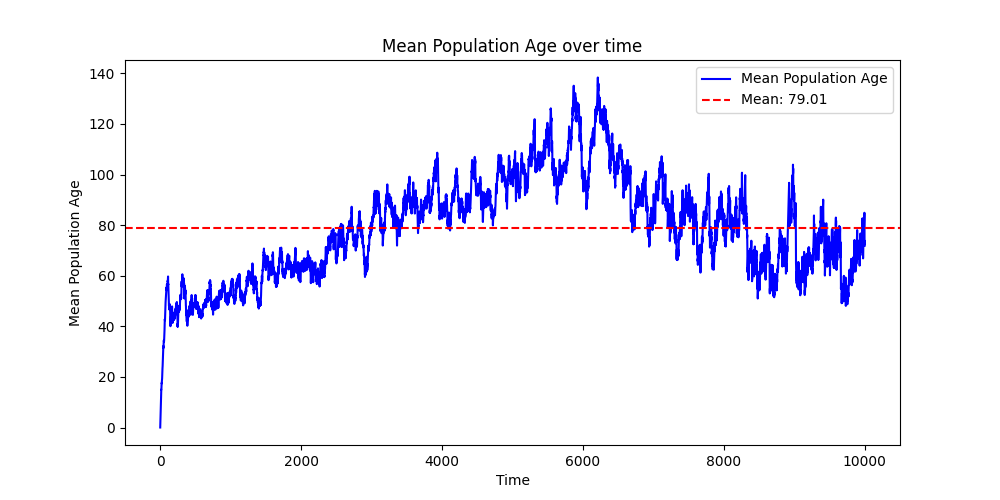 Mean Population Age over time
Mean Population Age
Mean: 79.01
140
120
100
80
60
40
20
0
Mean Population Age
0 2000 4000 6000 8000 10000
Time